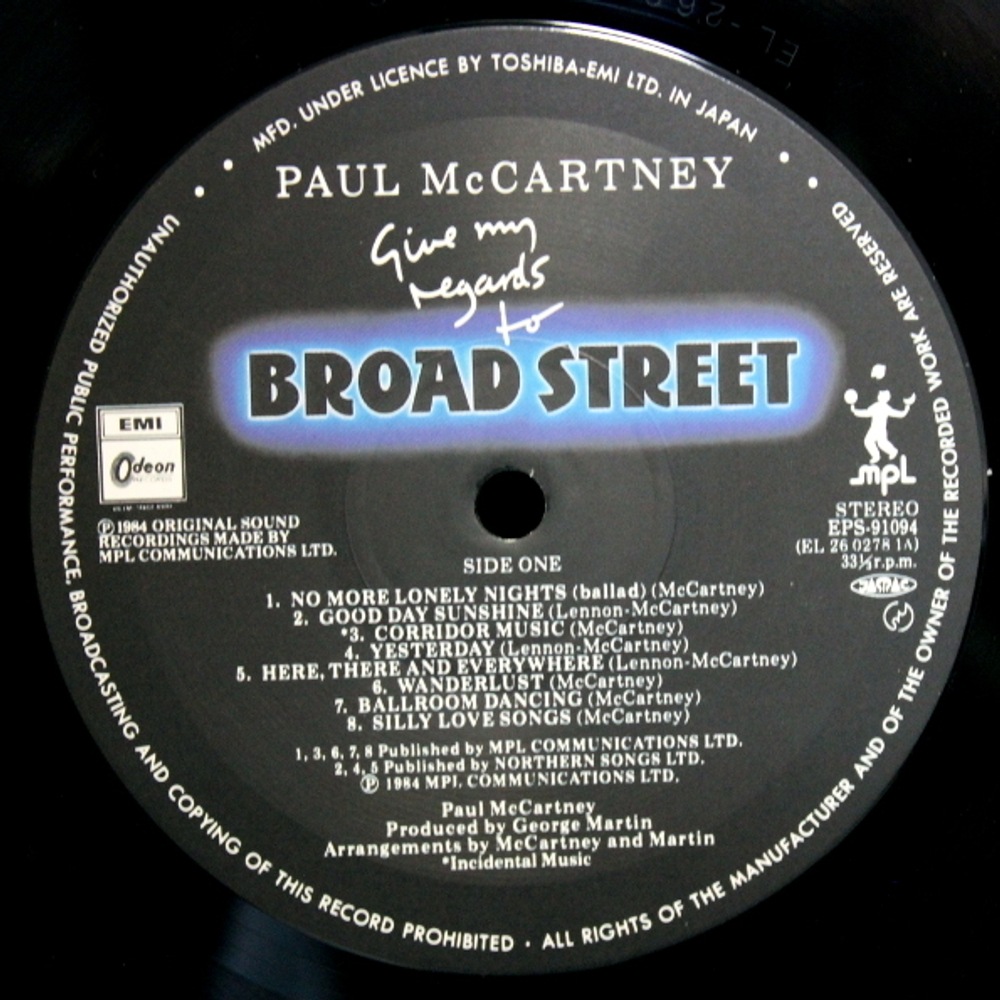 MFD. UNDER LICENCE BY TOSHIBA-EMI LTD. IN JAPAN
PAUL McCARTNEY
Give my
regards
to
BROAD STREET
EMI
Odeon
RECORDS
℗ 1984 ORIGINAL SOUND
RECORDINGS MADE BY
MPL COMMUNICATIONS LTD.
mpl
STEREO
EPS-91094
(EL 26 0278 1A)
33⅓ r.p.m.
SIDE ONE
1. NO MORE LONELY NIGHTS (ballad) (McCartney)
2. GOOD DAY SUNSHINE (Lennon-McCartney)
*3. CORRIDOR MUSIC (McCartney)
4. YESTERDAY (Lennon-McCartney)
5. HERE, THERE AND EVERYWHERE (Lennon-McCartney)
6. WANDERLUST (McCartney)
7. BALLROOM DANCING (McCartney)
8. SILLY LOVE SONGS (McCartney)
1, 3, 6, 7, 8 Published by MPL COMMUNICATIONS LTD.
2, 4, 5 Published by NORTHERN SONGS LTD.
℗ 1984 MPL COMMUNICATIONS LTD.
Paul McCartney
Produced by George Martin
Arrangements by McCartney and Martin
*Incidental Music
UNAUTHORIZED PUBLIC PERFORMANCE, BROADCASTING AND COPYING OF THIS RECORD PROHIBITED · ALL RIGHTS OF THE MANUFACTURER AND OF THE OWNER OF THE RECORDED WORK ARE RESERVED